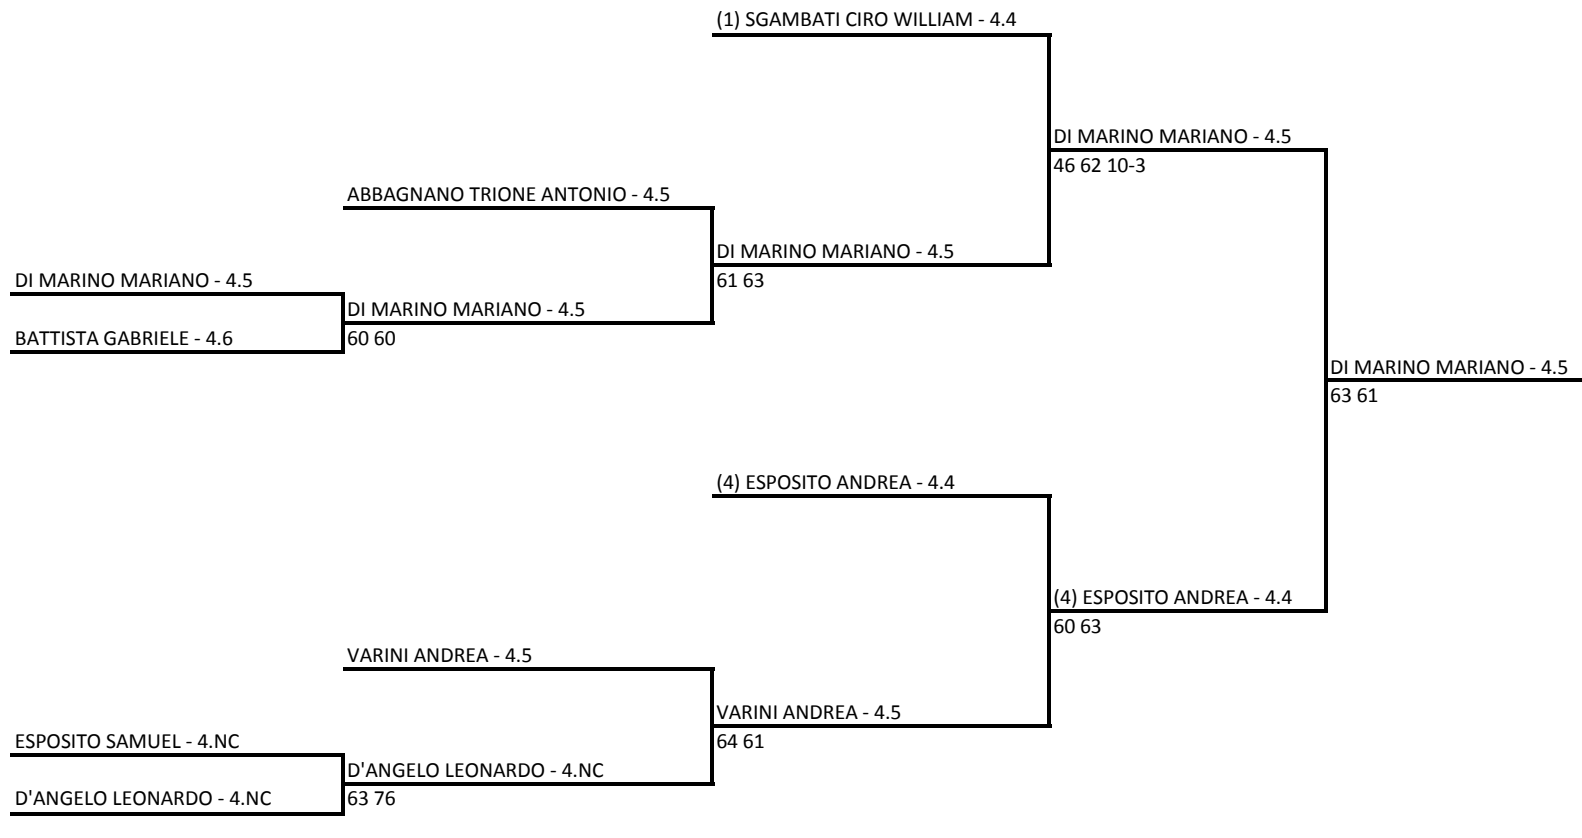 (1) SGAMBATI CIRO WILLIAM - 4.4
DI MARINO MARIANO - 4.5
46 62 10-3
ABBAGNANO TRIONE ANTONIO - 4.5
DI MARINO MARIANO - 4.5
61 63
DI MARINO MARIANO - 4.5
DI MARINO MARIANO - 4.5
BATTISTA GABRIELE - 4.6
60 60
DI MARINO MARIANO - 4.5
63 61
(4) ESPOSITO ANDREA - 4.4
(4) ESPOSITO ANDREA - 4.4
60 63
VARINI ANDREA - 4.5
VARINI ANDREA - 4.5
64 61
ESPOSITO SAMUEL - 4.NC
D'ANGELO LEONARDO - 4.NC
D'ANGELO LEONARDO - 4.NC
63 76